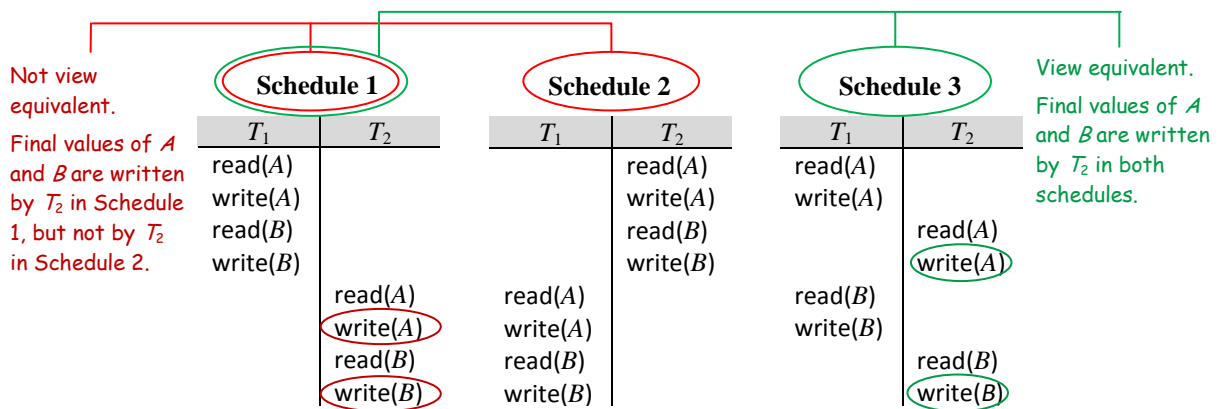 Not view
equivalent.
Final values of A
and B are written
by T₂ in Schedule
1, but not by T₂
in Schedule 2.
Schedule 1
T₁ T₂
read(A)
write(A)
read(B)
write(B)
read(A)
write(A)
read(B)
write(B)
Schedule 2
T₁ T₂
read(A)
write(A)
read(B)
write(B)
read(A)
write(A)
read(B)
write(B)
Schedule 3
T₁ T₂
read(A)
write(A)
read(A)
write(A)
read(B)
write(B)
read(B)
write(B)
View equivalent.
Final values of A
and B are written
by T₂ in both
schedules.